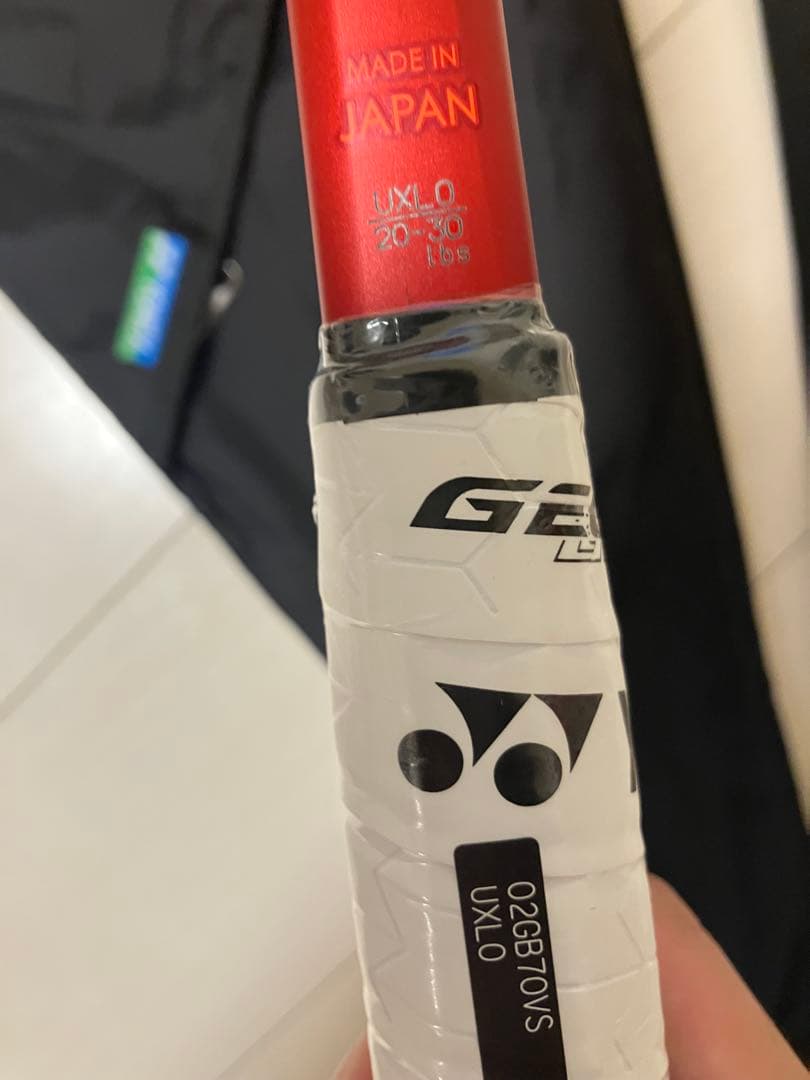 MADE IN
JAPAN
UXL0
20-30
lbs
02GB70VS
UXL0